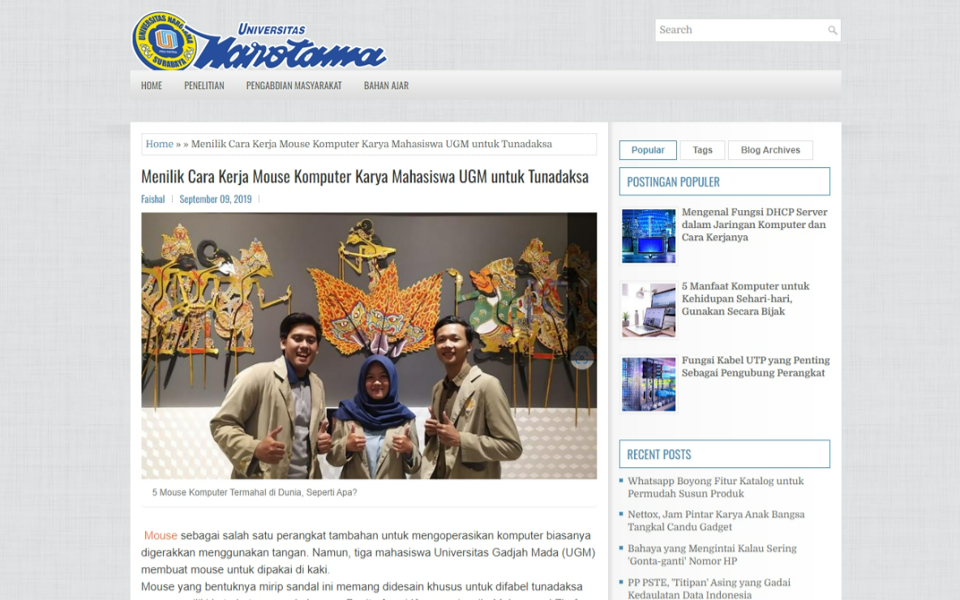 UNIVERSITAS NAROTAMA
SURABAYA
UNIVERSITAS
Narotama
Search
HOME
PENELITIAN
PENGABDIAN MASYARAKAT
BAHAN AJAR
Home » » Menilik Cara Kerja Mouse Komputer Karya Mahasiswa UGM untuk Tunadaksa
Menilik Cara Kerja Mouse Komputer Karya Mahasiswa UGM untuk Tunadaksa
Faishal
September 09, 2019
5 Mouse Komputer Termahal di Dunia, Seperti Apa?
Mouse sebagai salah satu perangkat tambahan untuk mengoperasikan komputer biasanya
digerakkan menggunakan tangan. Namun, tiga mahasiswa Universitas Gadjah Mada (UGM)
membuat mouse untuk dipakai di kaki.
Mouse yang bentuknya mirip sandal ini memang didesain khusus untuk difabel tunadaksa
Popular
Tags
Blog Archives
POSTINGAN POPULER
Mengenal Fungsi DHCP Server
dalam Jaringan Komputer dan
Cara Kerjanya
5 Manfaat Komputer untuk
Kehidupan Sehari-hari,
Gunakan Secara Bijak
Fungsi Kabel UTP yang Penting
Sebagai Pengubung Perangkat
RECENT POSTS
Whatsapp Boyong Fitur Katalog untuk
Permudah Susun Produk
Nettox, Jam Pintar Karya Anak Bangsa
Tangkal Candu Gadget
Bahaya yang Mengintai Kalau Sering
'Gonta-ganti' Nomor HP
PP PSTE, 'Titipan' Asing yang Gadai
Kedaulatan Data Indonesia